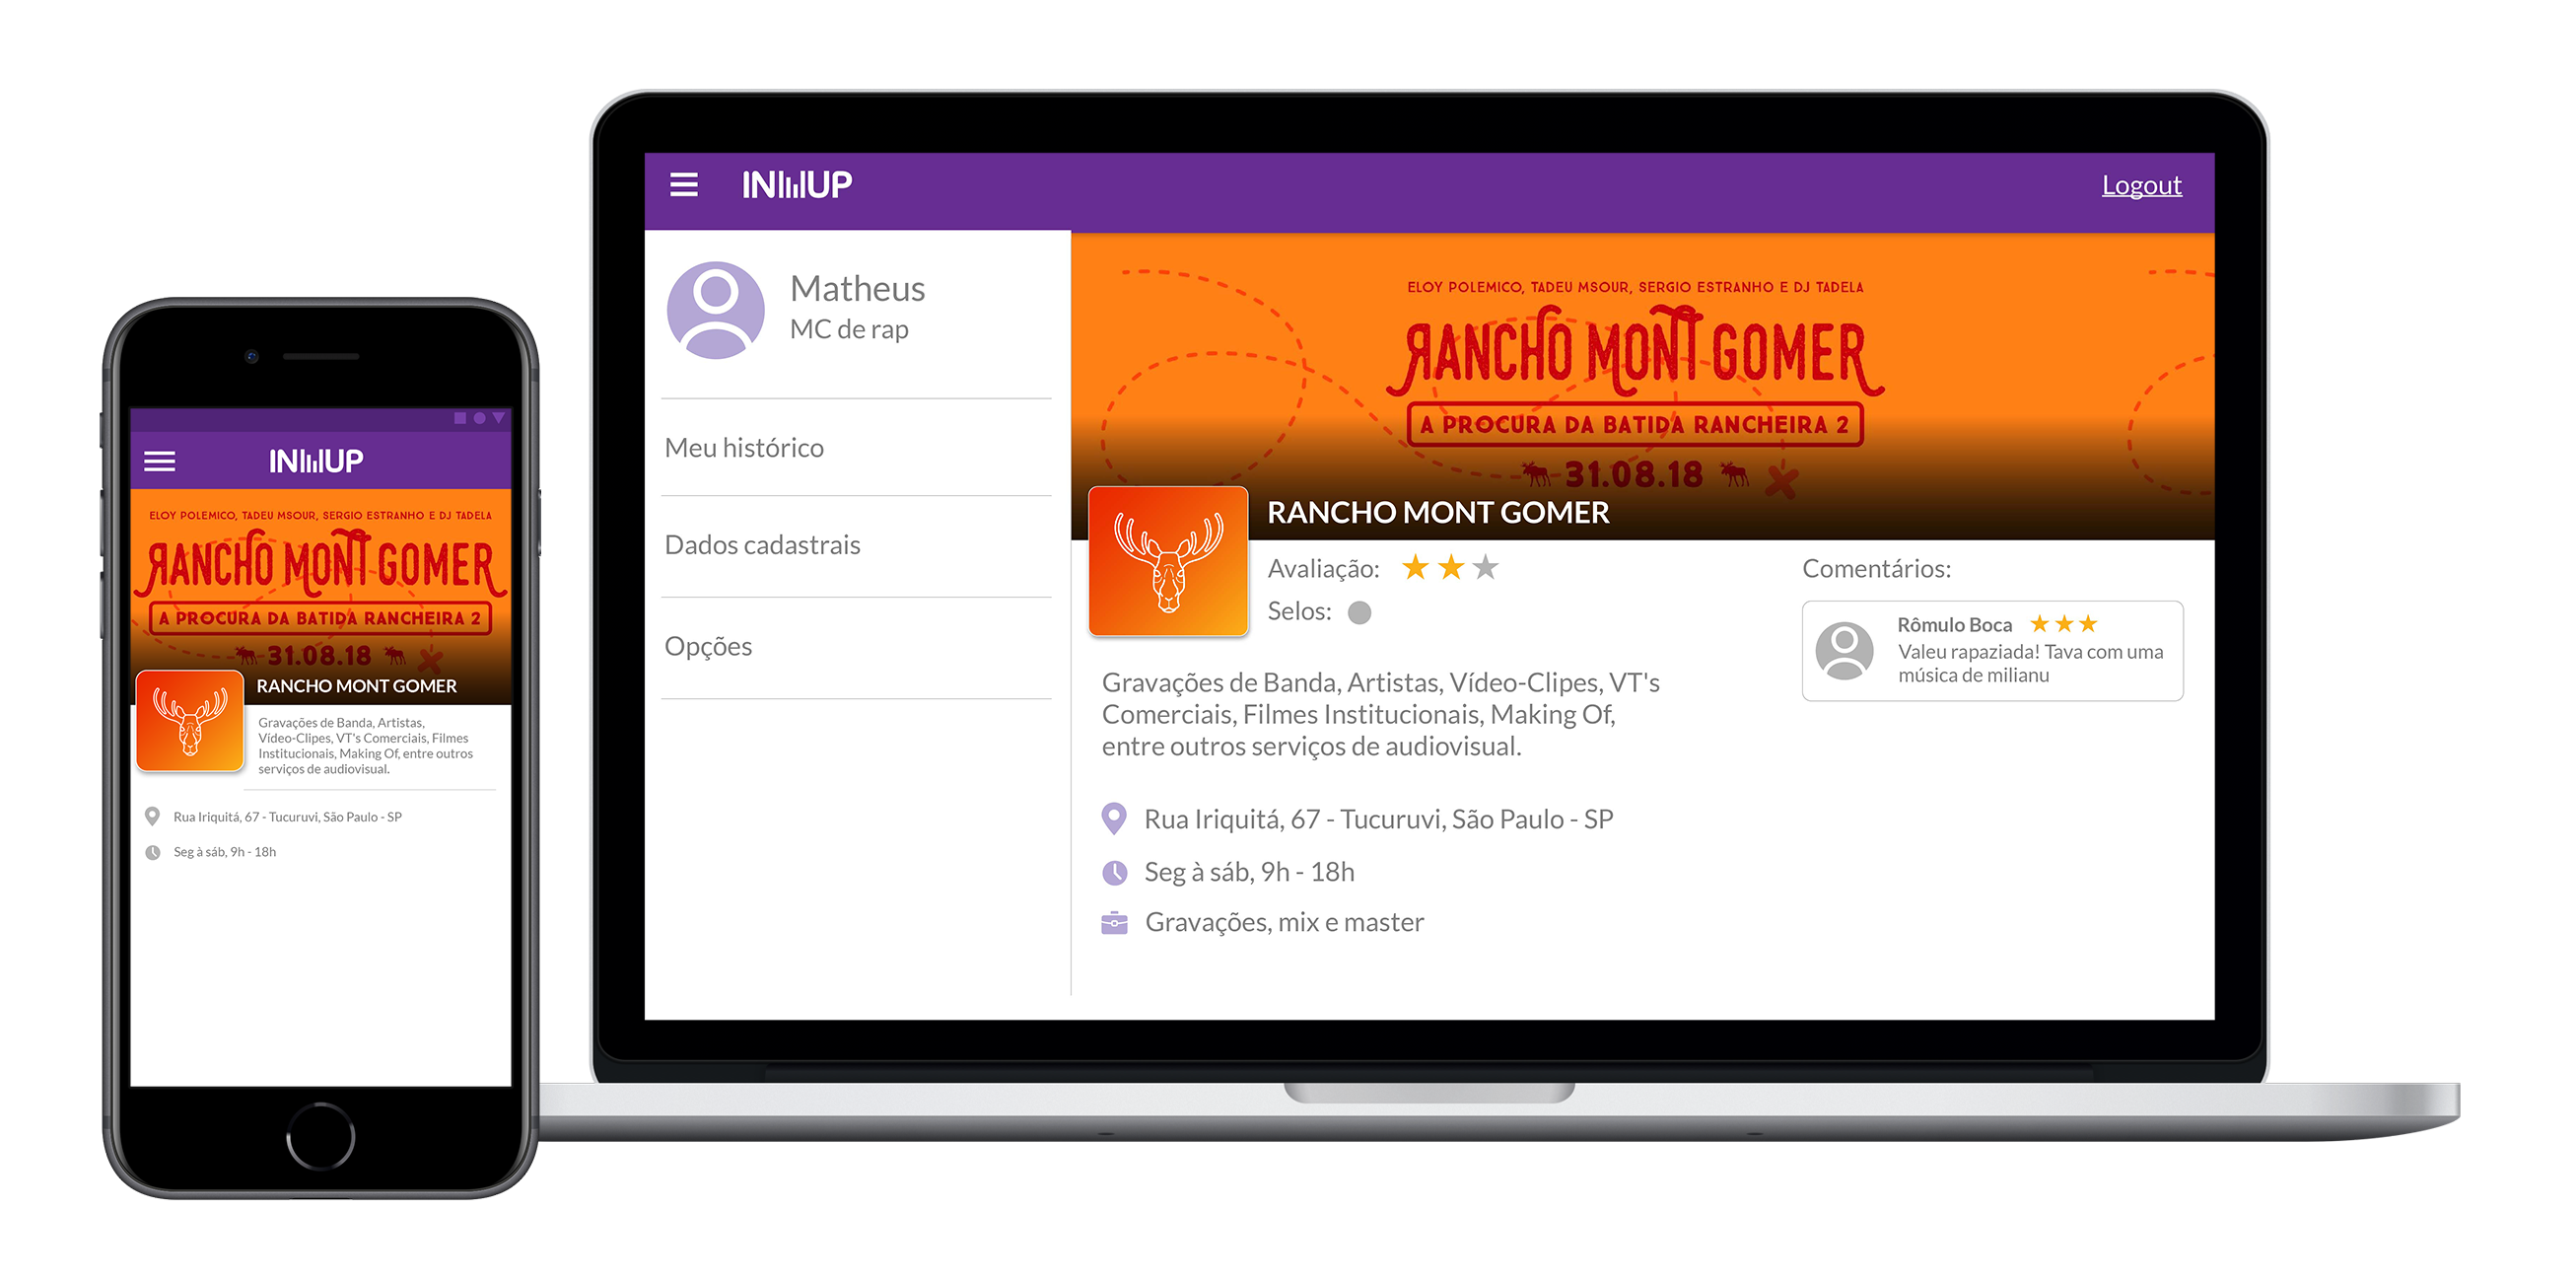 INUP
ELOY POLEMICO, TADEU MSOUR, SERGIO ESTRANHO E DJ TADELA
RANCHO MONT GOMER
A PROCURA DA BATIDA RANCHEIRA 2
31.08.18
RANCHO MONT GOMER
Gravações de Banda, Artistas,
Vídeo-Clipes, VT's Comerciais, Filmes
Institucionais, Making Of, entre outros
serviços de audiovisual.
Rua Iriquitá, 67 - Tucuruvi, São Paulo - SP
Seg à sáb, 9h - 18h
INUP
Logout
Matheus
MC de rap
Meu histórico
Dados cadastrais
Opções
ELOY POLEMICO, TADEU MSOUR, SERGIO ESTRANHO E DJ TADELA
RANCHO MONT GOMER
A PROCURA DA BATIDA RANCHEIRA 2
31.08.18
RANCHO MONT GOMER
Avaliação:
Selos:
Gravações de Banda, Artistas, Vídeo-Clipes, VT's
Comerciais, Filmes Institucionais, Making Of,
entre outros serviços de audiovisual.
Rua Iriquitá, 67 - Tucuruvi, São Paulo - SP
Seg à sáb, 9h - 18h
Gravações, mix e master
Comentários:
Rômulo Boca
Valeu rapaziada! Tava com uma
música de milianu